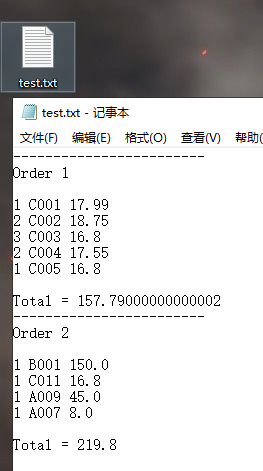 test.txt
test.txt - 记事本
文件(F) 编辑(E) 格式(O) 查看(V) 帮助(
------------------------
Order 1
1 C001 17.99
2 C002 18.75
3 C003 16.8
2 C004 17.55
1 C005 16.8
Total = 157.79000000000002
------------------------
Order 2
1 B001 150.0
1 C011 16.8
1 A009 45.0
1 A007 8.0
Total = 219.8